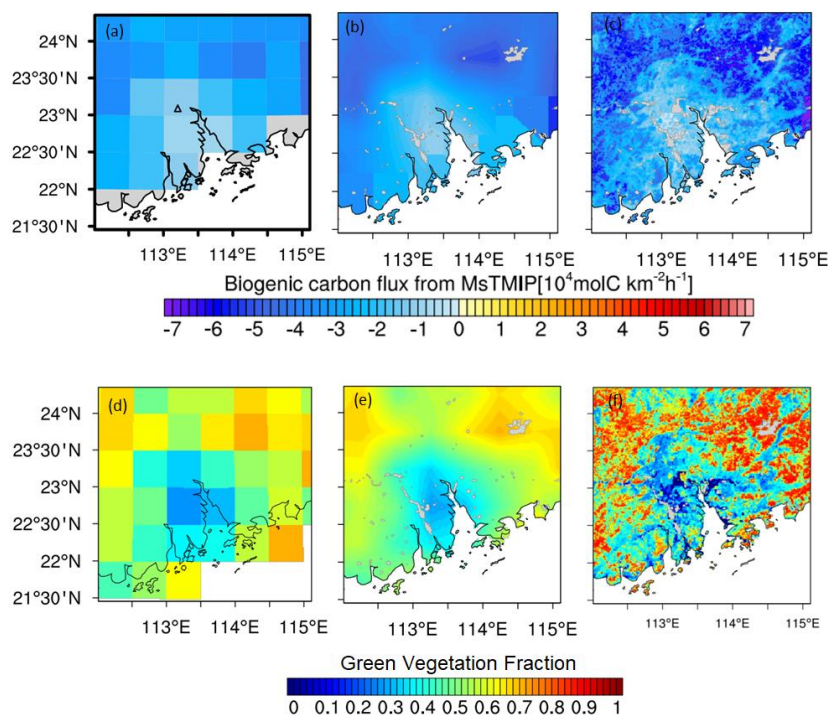 (a) (b) (c)
24°N
23°30'N
23°N
22°30'N
22°N
21°30'N
113°E 115°E 113°E 114°E 115°E 113°E 114°E 115°E
Biogenic carbon flux from MsTMIP[10⁴molC km⁻²h⁻¹]
-7 -6 -5 -4 -3 -2 -1 0 1 2 3 4 5 6 7
(d) (e) (f)
24°N
23°30'N
23°N
22°30'N
22°N
21°30'N
113°E 114°E 115°E 113°E 114°E 115°E 113°E 114°E 115°E
Green Vegetation Fraction
0 0.1 0.2 0.3 0.4 0.5 0.6 0.7 0.8 0.9 1